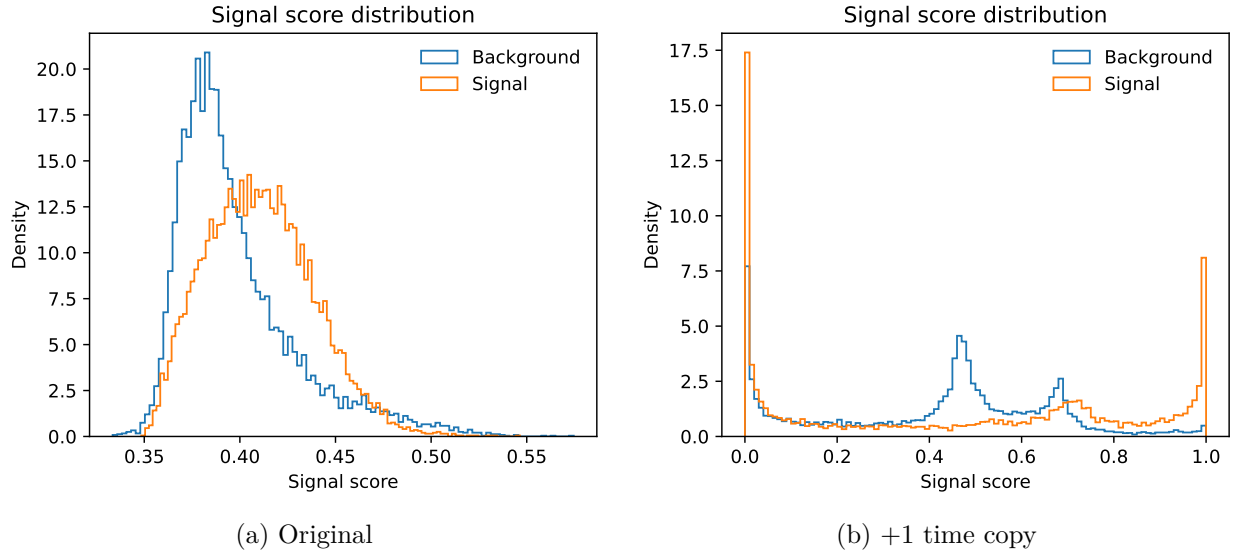 Signal score distribution
Background
Signal
20.0
17.5
15.0
12.5
10.0
7.5
5.0
2.5
0.0
Density
0.35
0.40
0.45
0.50
0.55
Signal score
(a) Original
Signal score distribution
Background
Signal
17.5
15.0
12.5
10.0
7.5
5.0
2.5
0.0
Density
0.0
0.2
0.4
0.6
0.8
1.0
Signal score
(b) +1 time copy